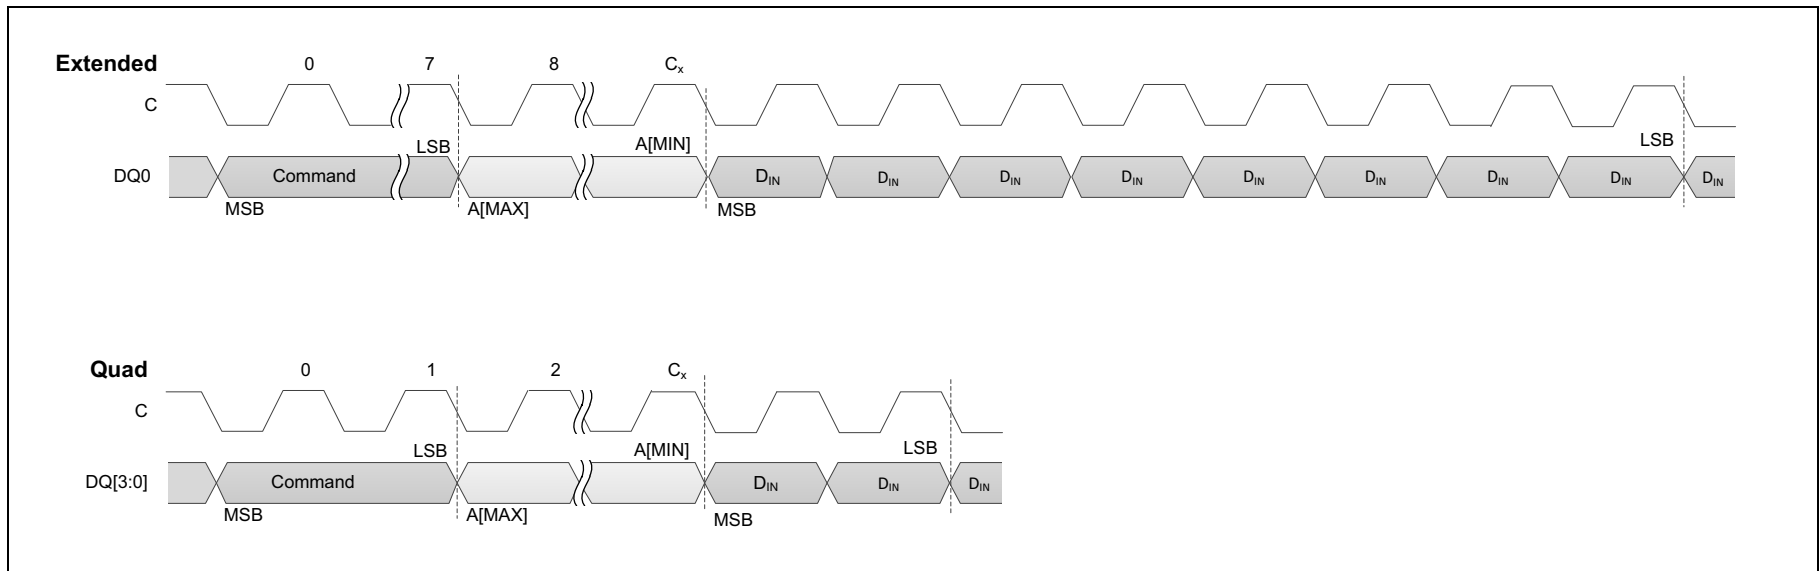 Extended 0 7 8 Cx
C
LSB A[MIN] LSB
DQ0 Command DIN DIN DIN DIN DIN DIN DIN DIN DIN
MSB A[MAX] MSB
Quad 0 1 2 Cx
C
LSB A[MIN] LSB
DQ[3:0] Command DIN DIN DIN
MSB A[MAX] MSB